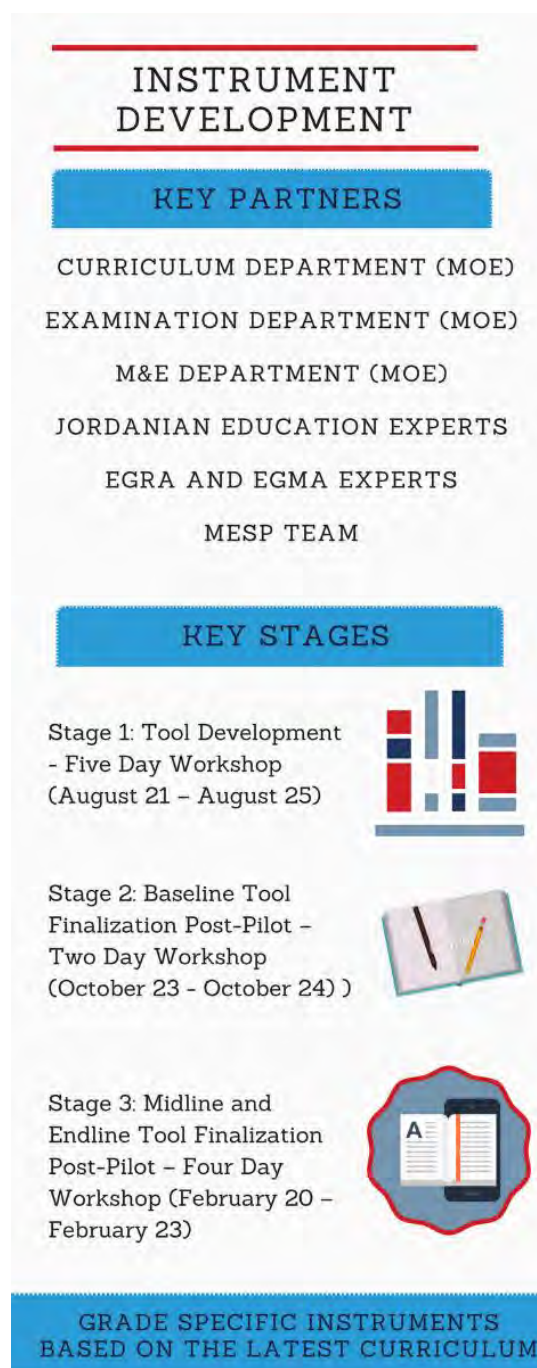 INSTRUMENT
DEVELOPMENT
KEY PARTNERS
CURRICULUM DEPARTMENT (MOE)
EXAMINATION DEPARTMENT (MOE)
M&E DEPARTMENT (MOE)
JORDANIAN EDUCATION EXPERTS
EGRA AND EGMA EXPERTS
MESP TEAM
KEY STAGES
Stage 1: Tool Development
- Five Day Workshop
(August 21 – August 25)
Stage 2: Baseline Tool
Finalization Post-Pilot –
Two Day Workshop
(October 23 - October 24) )
Stage 3: Midline and
Endline Tool Finalization
Post-Pilot – Four Day
Workshop (February 20 –
February 23)
A
GRADE SPECIFIC INSTRUMENTS
BASED ON THE LATEST CURRICULUM